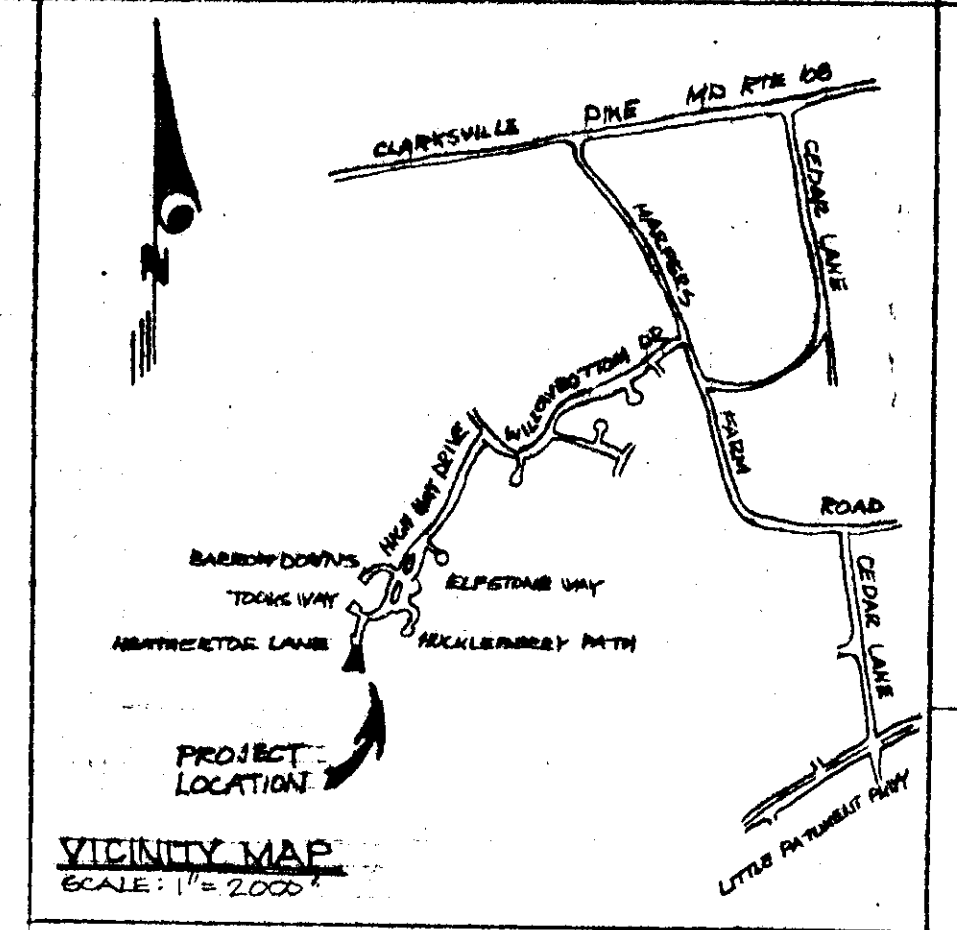 CLARKSVILLE PIKE MD RTE 108
CEDAR LANE
HARPERS
N
WILLOWBOTTOM DR
HIGH HAT DRIVE
FARM
ROAD
BARROW DOWNS
ELFSTONE WAY
TOOKS WAY
HEATHERTOE LANE
HUCKLEBERRY PATH
CEDAR LANE
PROJECT
LOCATION
LITTLE PATUXENT PKWY
VICINITY MAP
SCALE: 1" = 2000'